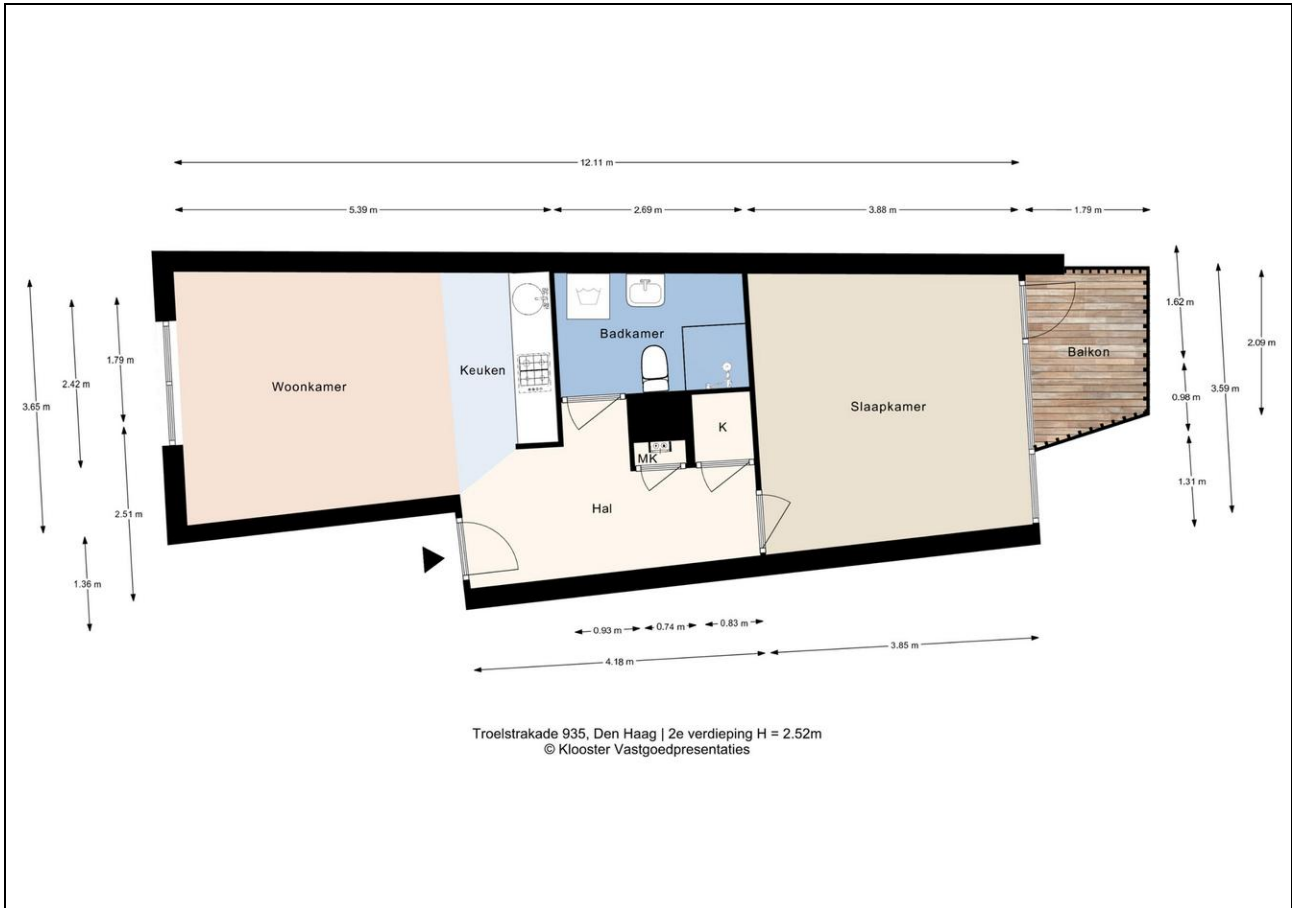 12.11 m
5.39 m
2.69 m
3.88 m
1.79 m
3.65 m
2.42 m
1.79 m
2.51 m
1.36 m
Woonkamer
Keuken
Badkamer
Slaapkamer
Balkon
MK
K
Hal
1.62 m
0.98 m
1.31 m
3.59 m
2.09 m
0.93 m
0.74 m
0.83 m
4.18 m
3.85 m
Troelstrakade 935, Den Haag | 2e verdieping H = 2.52m
© Klooster Vastgoedpresentaties